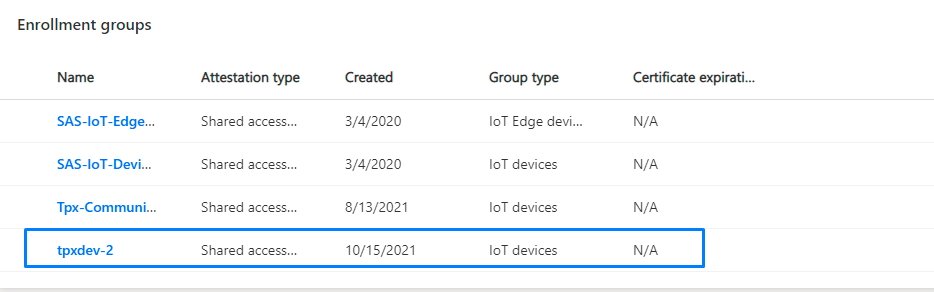 Enrollment groups
Name Attestation type Created Group type Certificate expirati...
SAS-IoT-Edge... Shared access... 3/4/2020 IoT Edge devi... N/A
SAS-IoT-Devi... Shared access... 3/4/2020 IoT devices N/A
Tpx-Communi... Shared access... 8/13/2021 IoT devices N/A
tpxdev-2 Shared access... 10/15/2021 IoT devices N/A